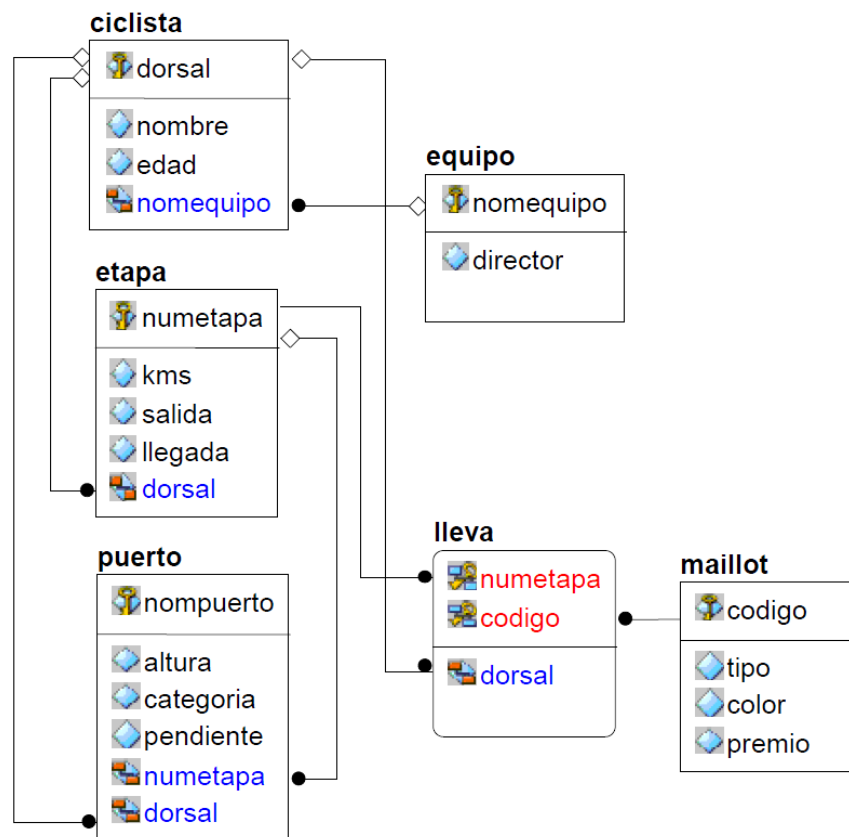 ciclista
dorsal
nombre
edad
nomequipo
equipo
nomequipo
director
etapa
numetapa
kms
salida
llegada
dorsal
puerto
nompuerto
altura
categoria
pendiente
numetapa
dorsal
lleva
numetapa
codigo
dorsal
maillot
codigo
tipo
color
premio